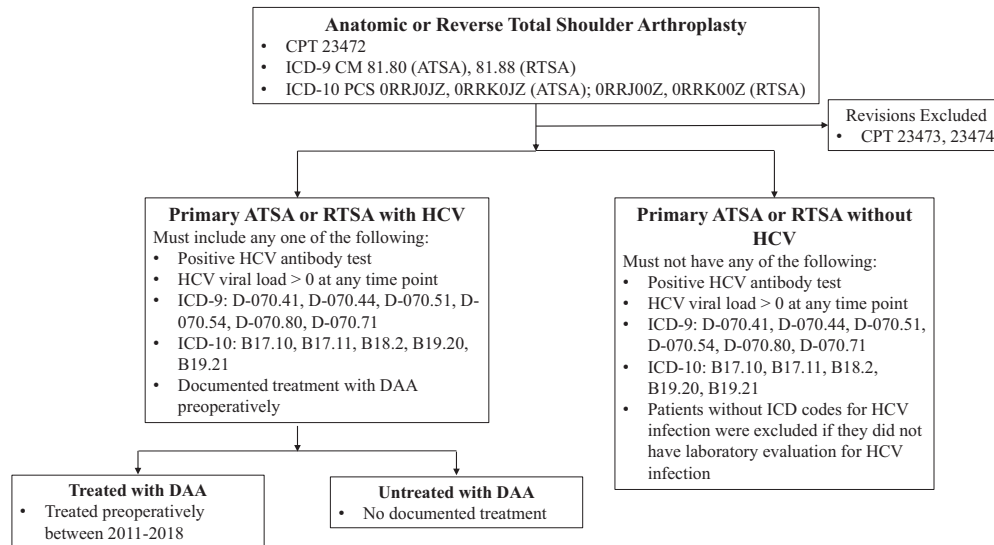 Anatomic or Reverse Total Shoulder Arthroplasty
• CPT 23472
• ICD-9 CM 81.80 (ATSA), 81.88 (RTSA)
• ICD-10 PCS 0RRJ0JZ, 0RRK0JZ (ATSA); 0RRJ00Z, 0RRK00Z (RTSA)
Revisions Excluded
• CPT 23473, 23474
Primary ATSA or RTSA with HCV
Must include any one of the following:
• Positive HCV antibody test
• HCV viral load > 0 at any time point
• ICD-9: D-070.41, D-070.44, D-070.51, D-
070.54, D-070.80, D-070.71
• ICD-10: B17.10, B17.11, B18.2, B19.20,
B19.21
• Documented treatment with DAA
preoperatively
Primary ATSA or RTSA without
HCV
Must not have any of the following:
• Positive HCV antibody test
• HCV viral load > 0 at any time point
• ICD-9: D-070.41, D-070.44, D-070.51,
D-070.54, D-070.80, D-070.71
• ICD-10: B17.10, B17.11, B18.2,
B19.20, B19.21
• Patients without ICD codes for HCV
infection were excluded if they did not
have laboratory evaluation for HCV
infection
Treated with DAA
• Treated preoperatively
between 2011-2018
Untreated with DAA
• No documented treatment